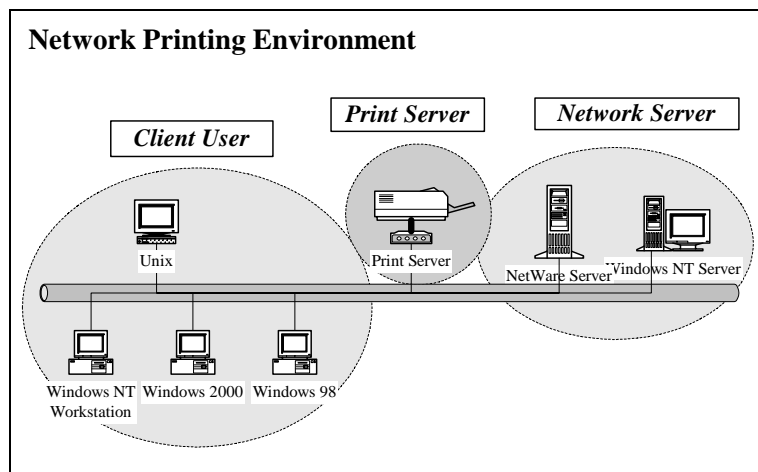 Network Printing Environment
Print Server
Network Server
Client User
Unix
Print Server
NetWare Server
Windows NT Server
Windows NT
Workstation
Windows 2000
Windows 98